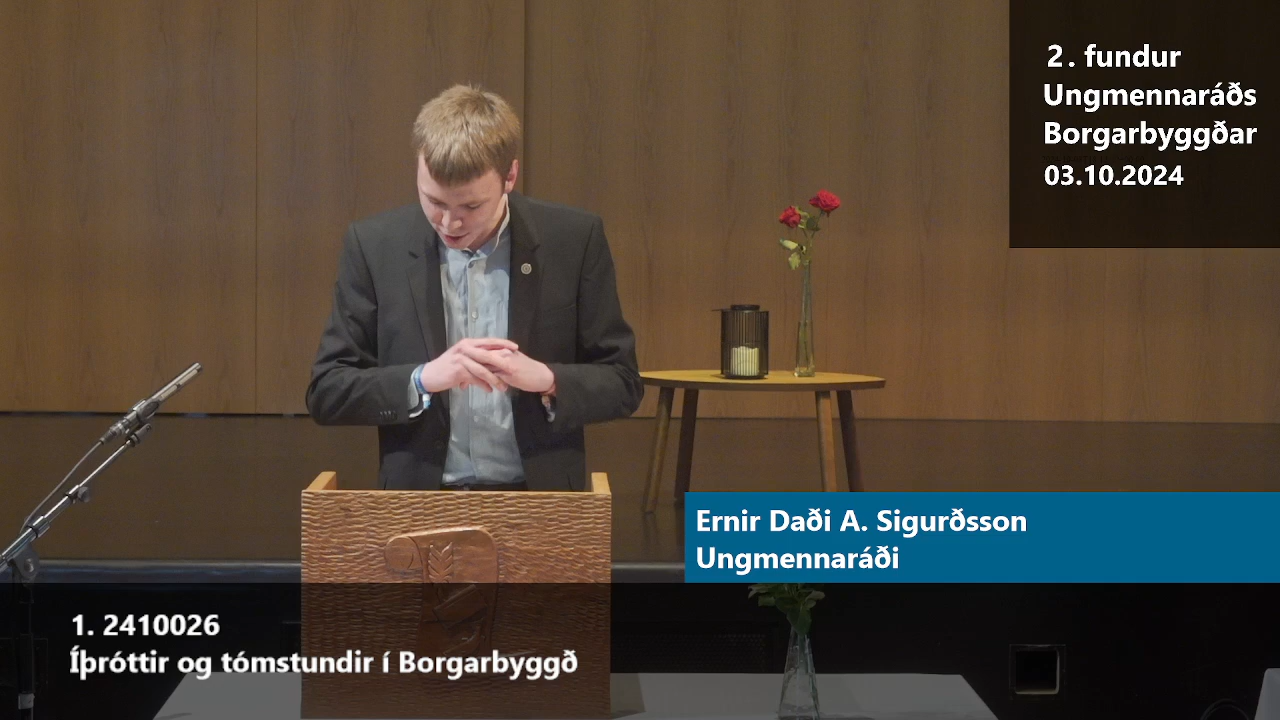 2. fundur
Ungmennaráðs
Borgarbyggðar
03.10.2024
Ernir Daði A. Sigurðsson
Ungmennaráði
1. 2410026
Íþróttir og tómstundir í Borgarbyggð